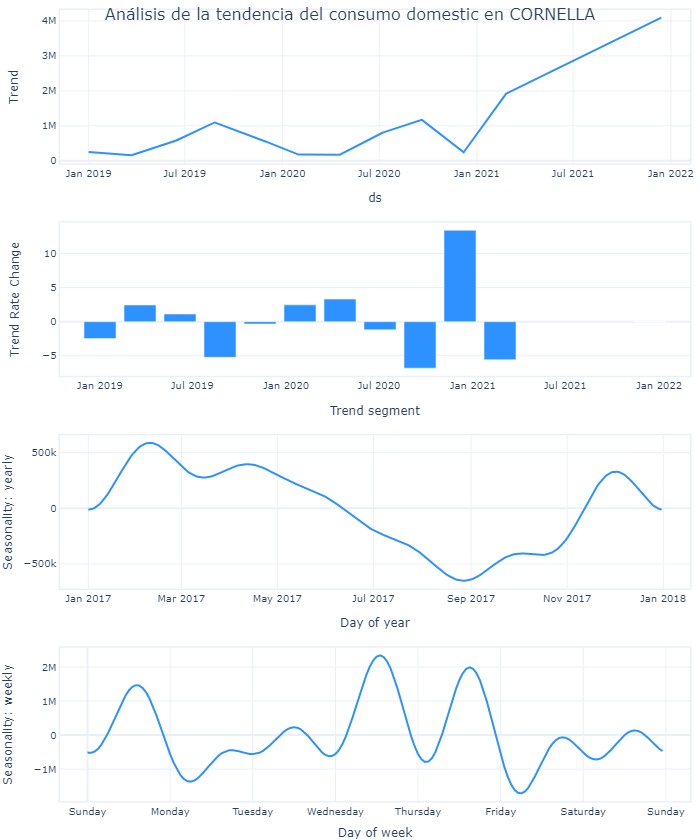 Análisis de la tendencia del consumo domestic en CORNELLA
4M
3M
2M
1M
0
Trend
Jan 2019 Jul 2019 Jan 2020 Jul 2020 Jan 2021 Jul 2021 Jan 2022
ds
10
5
0
−5
Trend Rate Change
Jan 2019 Jul 2019 Jan 2020 Jul 2020 Jan 2021 Jul 2021 Jan 2022
Trend segment
500k
0
−500k
Seasonality: yearly
Jan 2017 Mar 2017 May 2017 Jul 2017 Sep 2017 Nov 2017 Jan 2018
Day of year
2M
1M
0
−1M
Seasonality: weekly
Sunday Monday Tuesday Wednesday Thursday Friday Saturday Sunday
Day of week